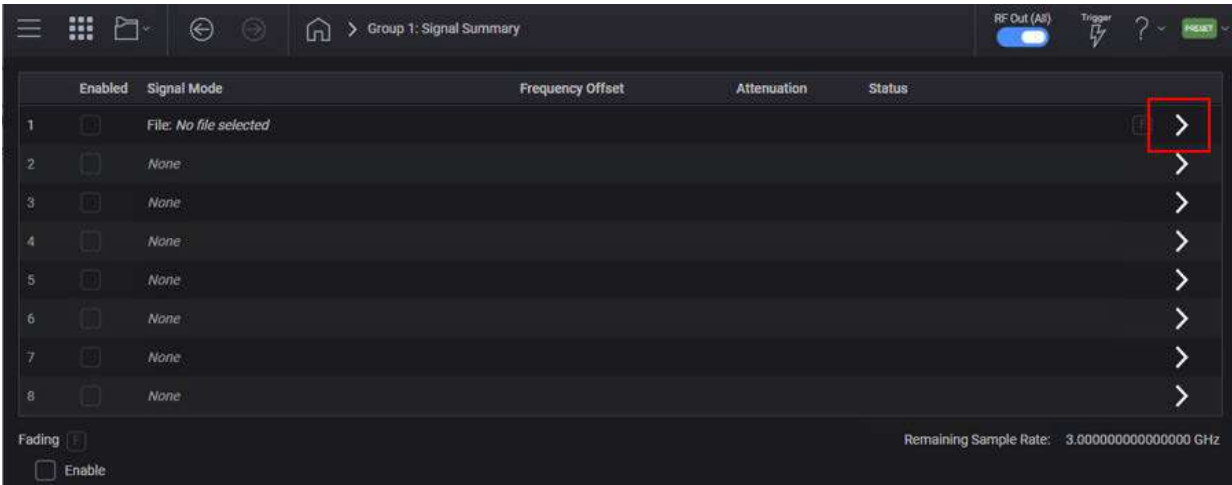 Group 1: Signal Summary
RF Out (All)
Trigger
?
PRESET
Enabled Signal Mode Frequency Offset Attenuation Status
1 File: No file selected F
2 None
3 None
4 None
5 None
6 None
7 None
8 None
Fading F
Remaining Sample Rate: 3.000000000000000 GHz
Enable